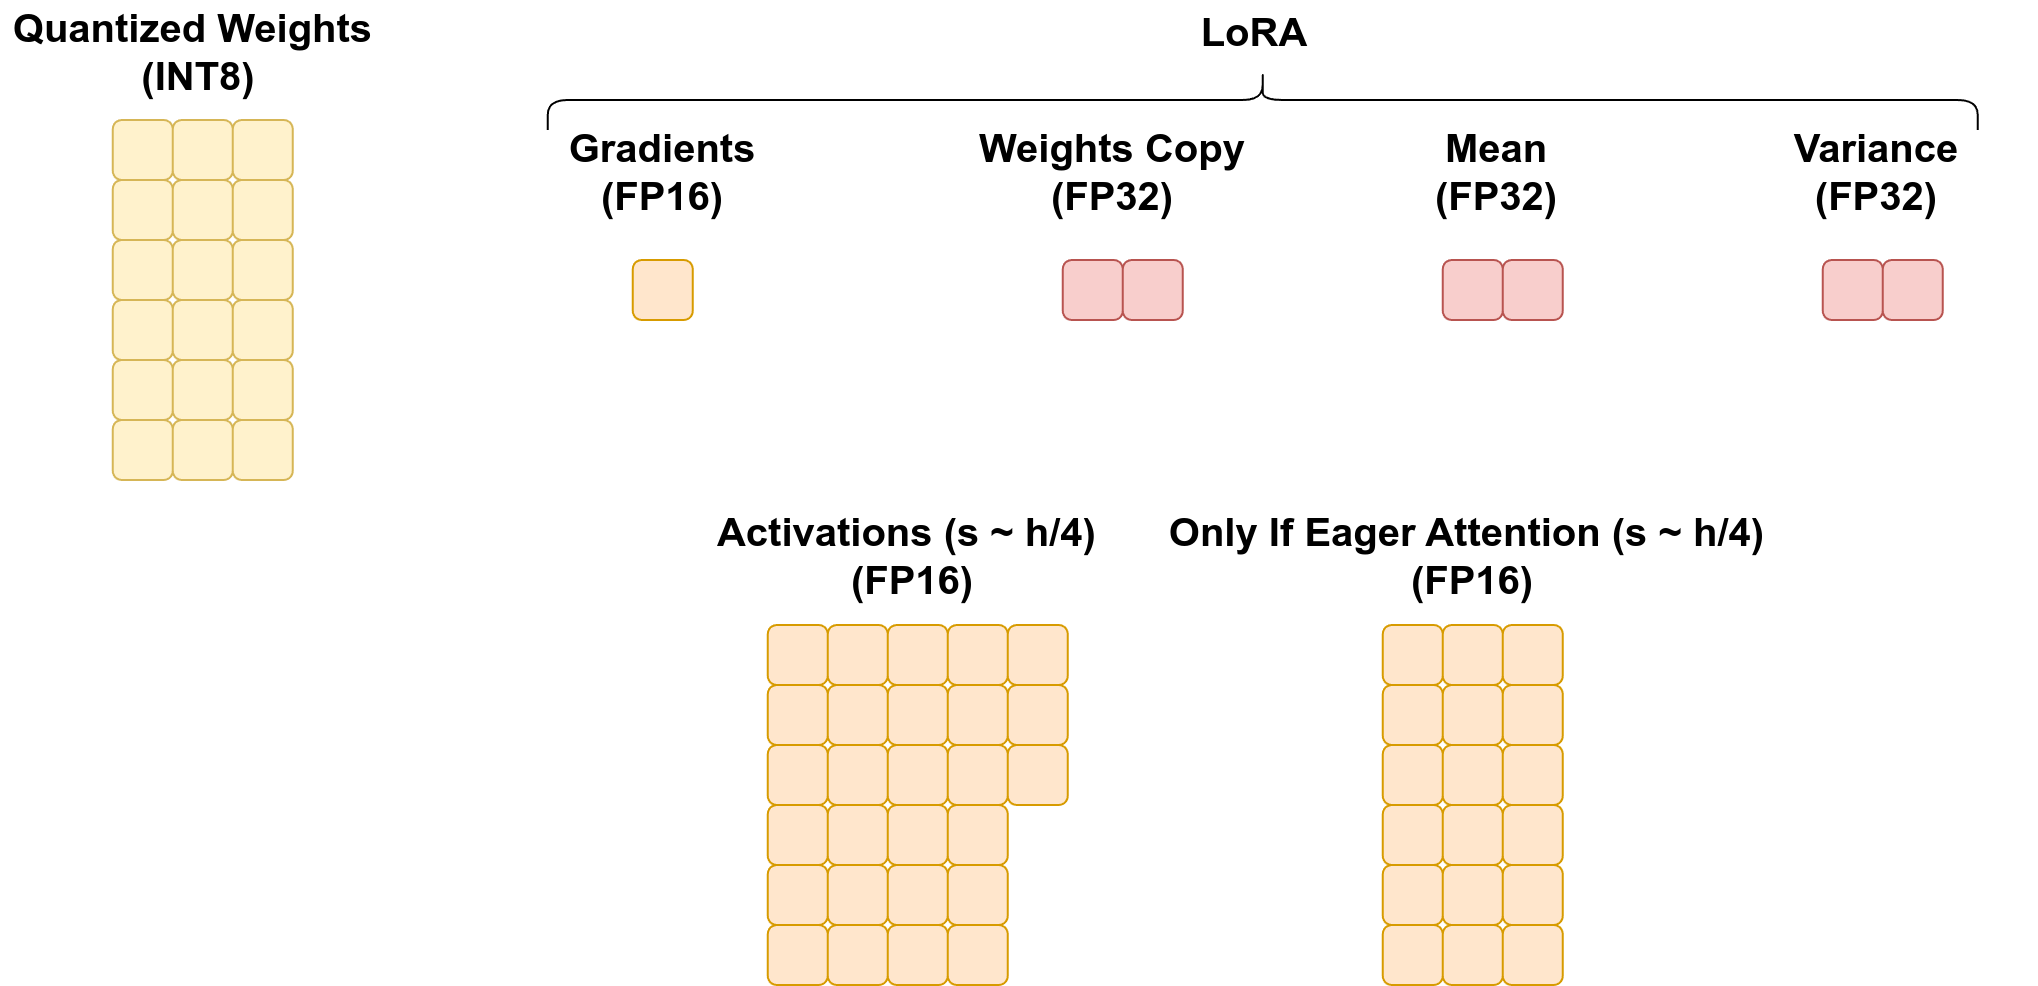 Quantized Weights
(INT8)
LoRA
Gradients
(FP16)
Weights Copy
(FP32)
Mean
(FP32)
Variance
(FP32)
Activations (s ~ h/4)
(FP16)
Only If Eager Attention (s ~ h/4)
(FP16)